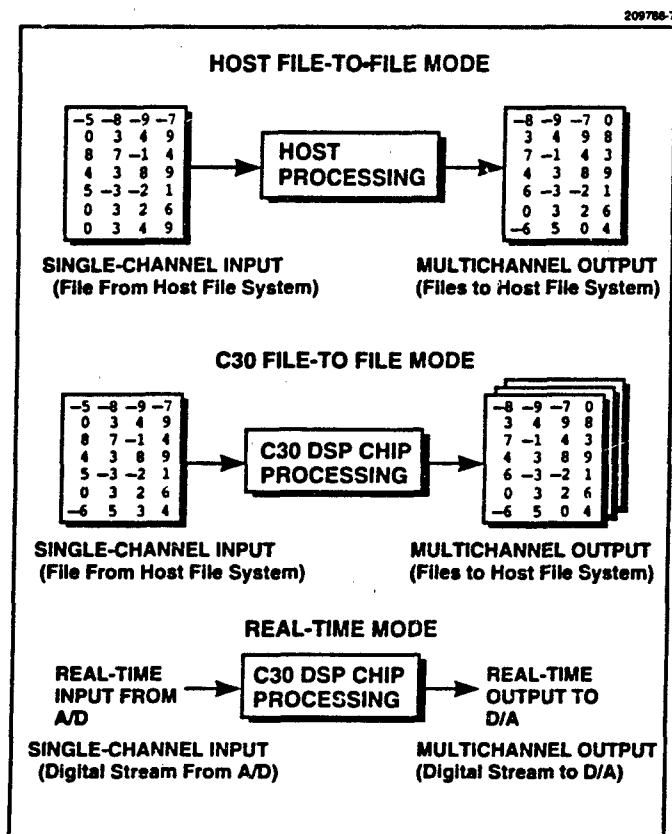 209788-7
HOST FILE-TO-FILE MODE
-5 -8 -9 -7
0 3 4 9
8 7 -1 4
4 3 8 9
5 -3 -2 1
0 3 2 6
0 3 4 9
HOST
PROCESSING
-8 -9 -7 0
3 4 9 8
7 -1 4 3
4 3 8 9
6 -3 -2 1
0 3 2 6
-6 5 0 4
SINGLE-CHANNEL INPUT
(File From Host File System)
MULTICHANNEL OUTPUT
(Files to Host File System)
C30 FILE-TO FILE MODE
-5 -8 -9 -7
0 3 4 9
8 7 -1 4
4 3 8 9
5 -3 -2 1
0 3 2 6
-6 5 3 4
C30 DSP CHIP
PROCESSING
-8 -9 -7 0
3 4 9 8
7 -1 4 3
4 3 8 9
6 -3 -2 1
0 3 2 6
-6 5 0 4
SINGLE-CHANNEL INPUT
(File From Host File System)
MULTICHANNEL OUTPUT
(Files to Host File System)
REAL-TIME MODE
REAL-TIME
INPUT FROM
A/D
C30 DSP CHIP
PROCESSING
REAL-TIME
OUTPUT TO
D/A
SINGLE-CHANNEL INPUT
(Digital Stream From A/D)
MULTICHANNEL OUTPUT
(Digital Stream to D/A)